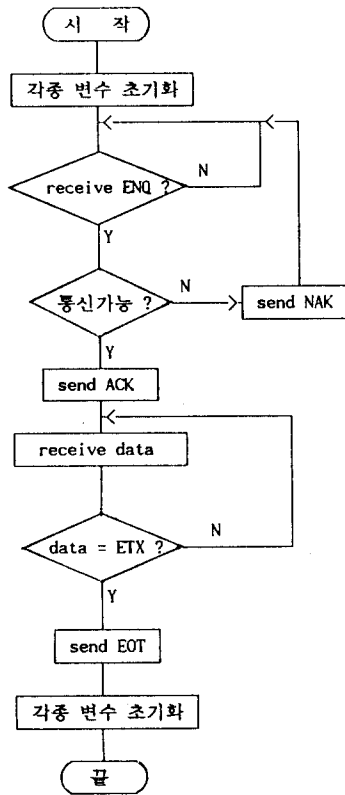 시 작
각종 변수 초기화
receive ENQ ?
N
Y
통신가능 ?
N
send NAK
Y
send ACK
receive data
data = ETX ?
N
Y
send EOT
각종 변수 초기화
끝